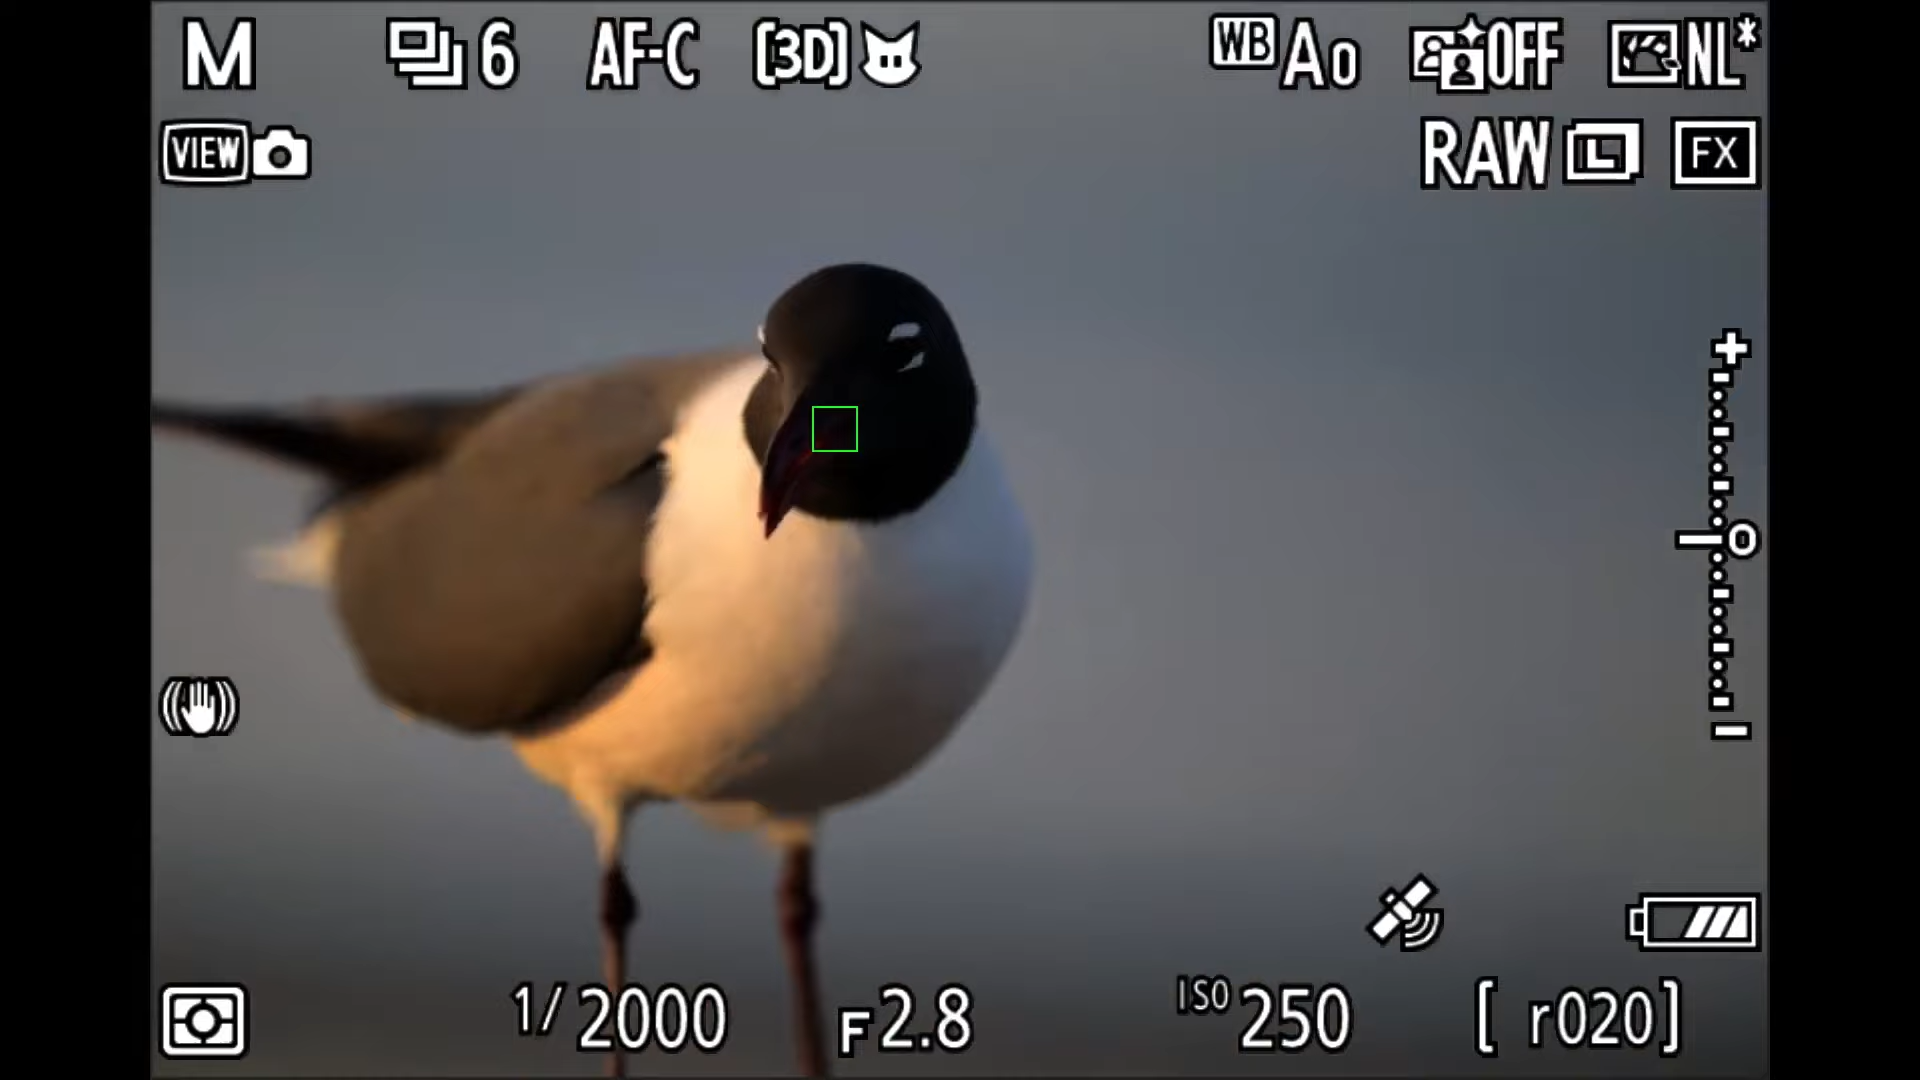 M 6 AF-C [3D] WB A0 OFF NL*
VIEW RAW L FX
+
0
-
1/2000 F2.8 ISO 250 [ r020]